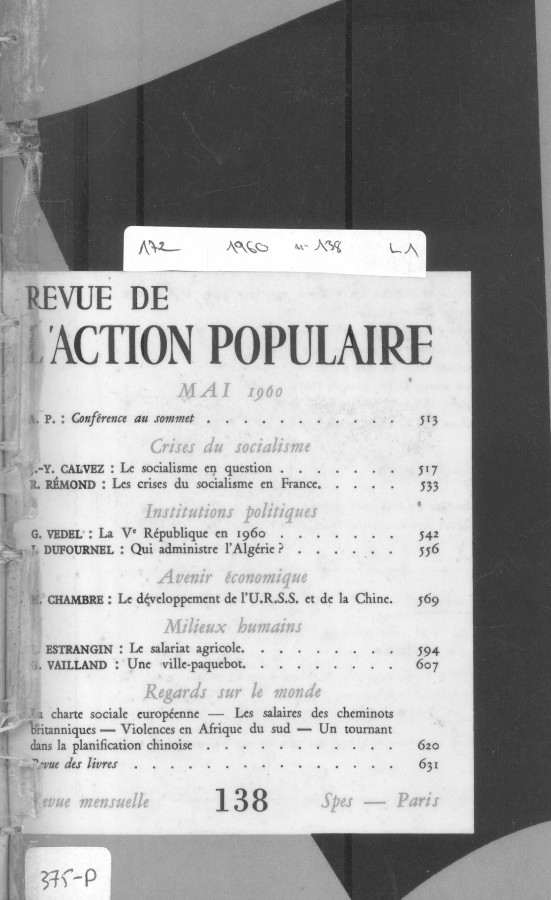 172 1960 n° 138 L1
REVUE DE
L'ACTION POPULAIRE
MAI 1960
A. P. : Conférence au sommet . . . . . . . . . . . 513
Crises du socialisme
J.-Y. CALVEZ : Le socialisme en question . . . . . . . 517
R. RÉMOND : Les crises du socialisme en France. . . . . 533
Institutions politiques
G. VEDEL : La Ve République en 1960 . . . . . . . 542
DUFOURNEL : Qui administre l'Algérie ? . . . . . . 556
Avenir économique
H. CHAMBRE : Le développement de l'U.R.S.S. et de la Chine. 569
Milieux humains
ESTRANGIN : Le salariat agricole. . . . . . . . . 594
G. VAILLAND : Une ville-paquebot. . . . . . . . . 607
Regards sur le monde
La charte sociale européenne — Les salaires des cheminots
britanniques — Violences en Afrique du sud — Un tournant
dans la planification chinoise . . . . . . . . . . . 620
Revue des livres . . . . . . . . . . . . . . . . 631
Revue mensuelle 138 Spes — Paris
375-P